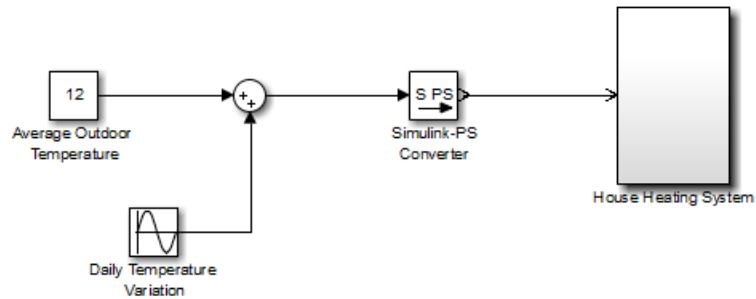 12
Average Outdoor
Temperature
+
+
S PS
Simulink-PS
Converter
House Heating System
Daily Temperature
Variation